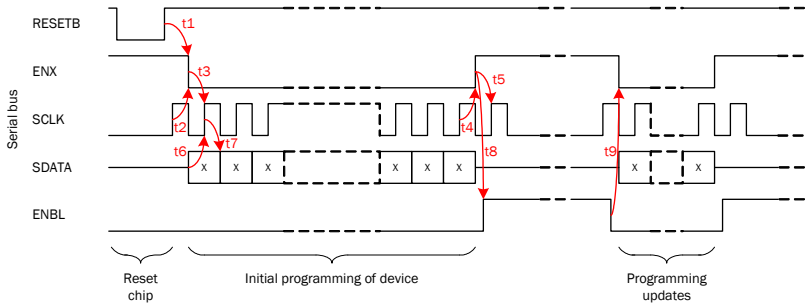 RESETB
t1
ENX
t3
t5
Serial bus
SCLK
t2
t4
t6
t7
t8
t9
SDATA
X X X X X X X X
ENBL
Reset
chip
Initial programming of device
Programming
updates